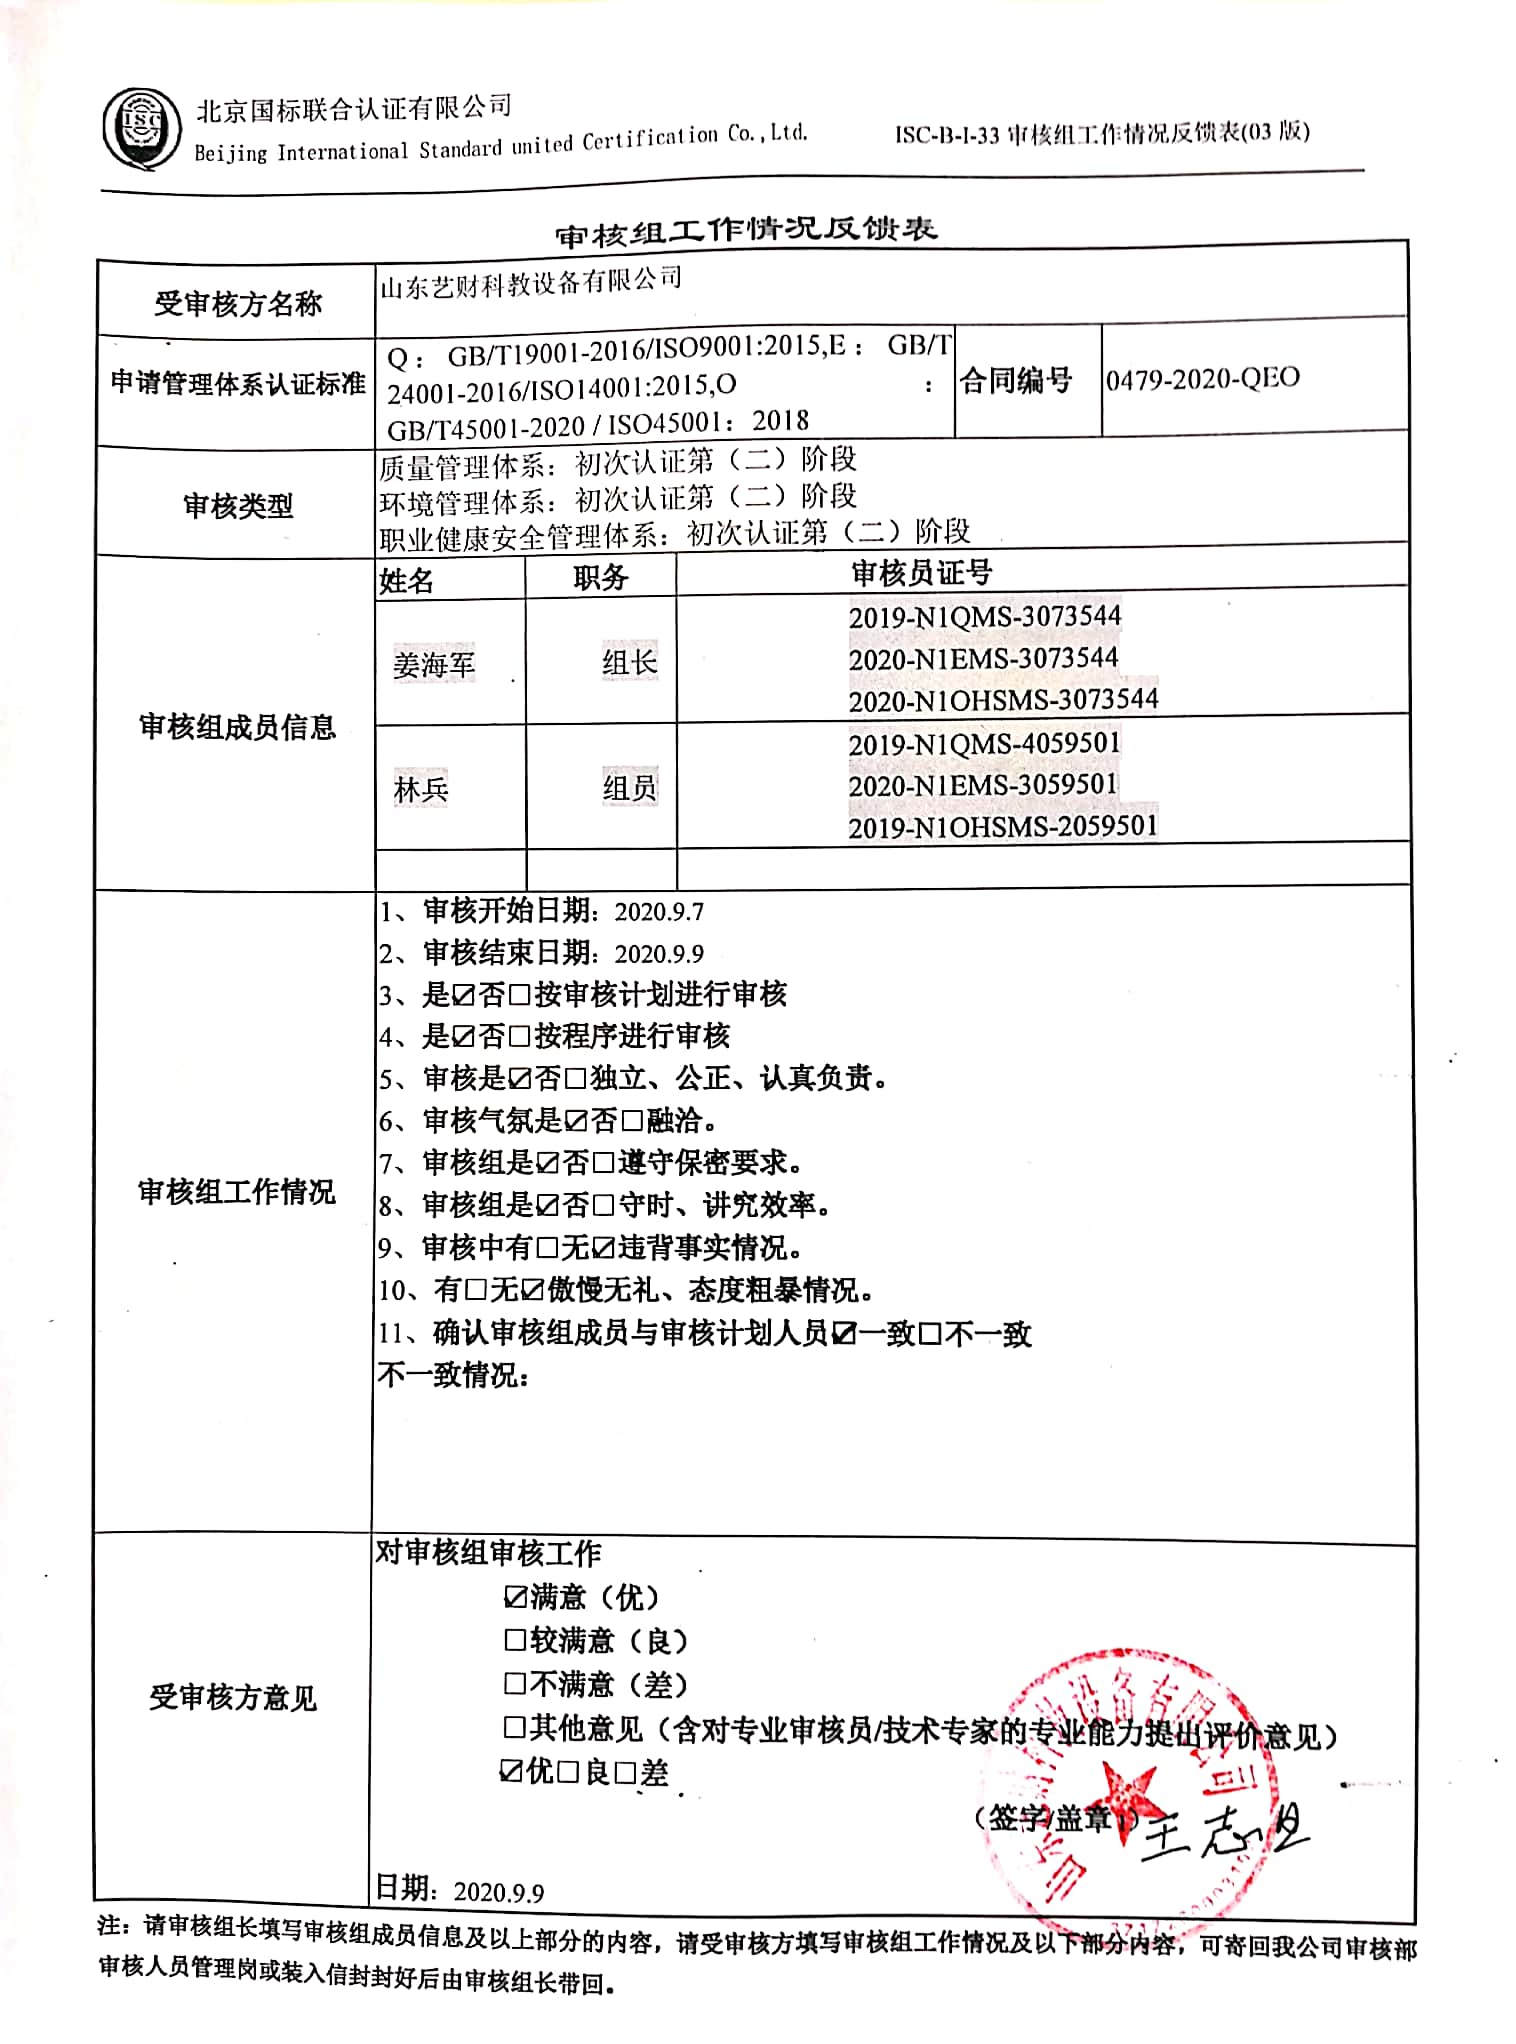 ISC
北京国标联合认证有限公司
Beijing International Standard united Certification Co.,Ltd.
ISC-B-I-33 审核组工作情况反馈表(03 版)
审核组工作情况反馈表
受审核方名称
山东艺财科教设备有限公司
申请管理体系认证标准
Q： GB/T19001-2016/ISO9001:2015,E： GB/T
24001-2016/ISO14001:2015,O ：
GB/T45001-2020 / ISO45001：2018
合同编号
0479-2020-QEO
审核类型
质量管理体系：初次认证第（二）阶段
环境管理体系：初次认证第（二）阶段
职业健康安全管理体系：初次认证第（二）阶段
审核组成员信息
姓名 职务 审核员证号
姜海军 组长
2019-N1QMS-3073544
2020-N1EMS-3073544
2020-N1OHSMS-3073544
林兵 组员
2019-N1QMS-4059501
2020-N1EMS-3059501
2019-N1OHSMS-2059501
审核组工作情况
1、审核开始日期：2020.9.7
2、审核结束日期：2020.9.9
3、是☑否□按审核计划进行审核
4、是☑否□按程序进行审核
5、审核是☑否□独立、公正、认真负责。
6、审核气氛是☑否□融洽。
7、审核组是☑否□遵守保密要求。
8、审核组是☑否□守时、讲究效率。
9、审核中有□无☑违背事实情况。
10、有□无☑傲慢无礼、态度粗暴情况。
11、确认审核组成员与审核计划人员☑一致□不一致
不一致情况：
受审核方意见
对审核组审核工作
☑满意（优）
□较满意（良）
□不满意（差）
□其他意见（含对专业审核员/技术专家的专业能力提出评价意见）
☑优□良□差
（签字/盖章）
日期：2020.9.9
注：请审核组长填写审核组成员信息及以上部分的内容，请受审核方填写审核组工作情况及以下部分内容，可寄回我公司审核部
审核人员管理岗或装入信封封好后由审核组长带回。